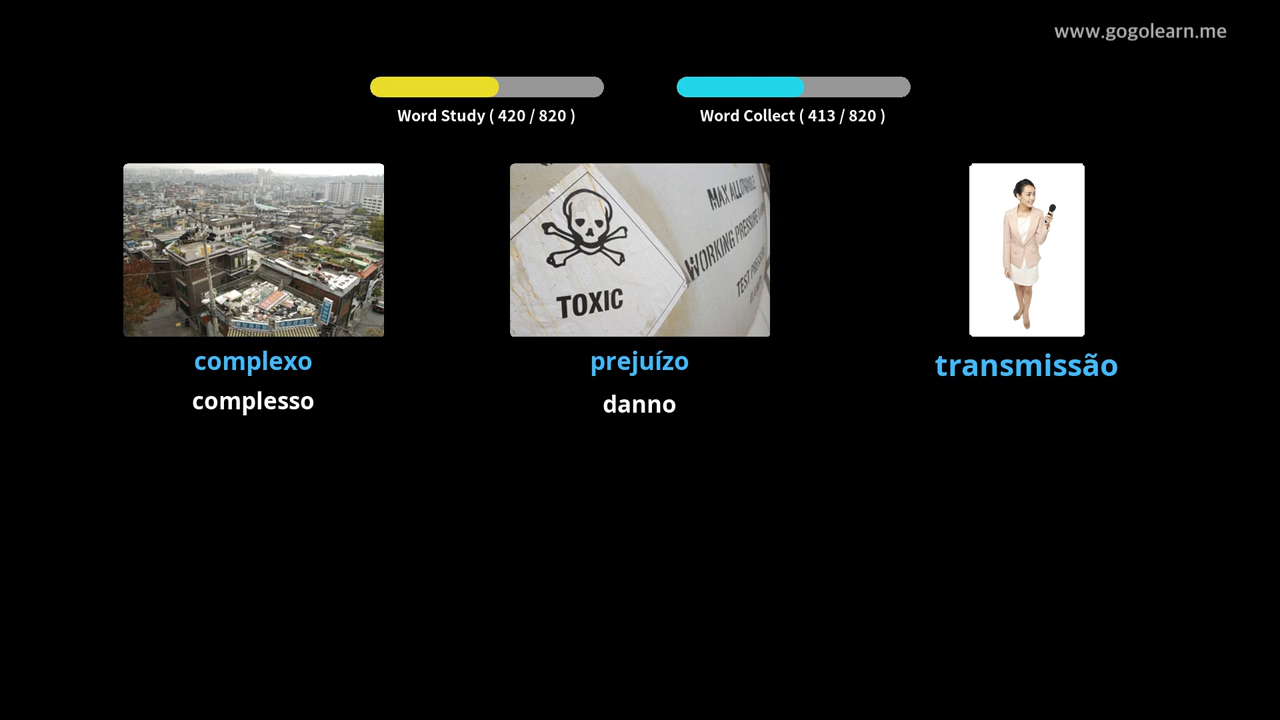 www.gogolearn.me
Word Study ( 420 / 820 )
Word Collect ( 413 / 820 )
TOXIC
MAX ALLOWABLE
WORKING PRESSURE
TEST PRESSURE
complexo
prejuízo
transmissão
complesso
danno